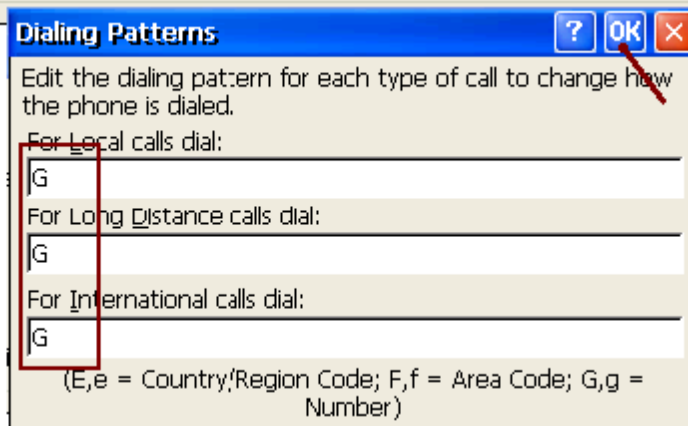 Dialing Patterns ? OK ×
Edit the dialing pattern for each type of call to change how
the phone is dialed.
For Local calls dial:
G
For Long Distance calls dial:
G
For International calls dial:
G
(E,e = Country/Region Code; F,f = Area Code; G,g =
Number)